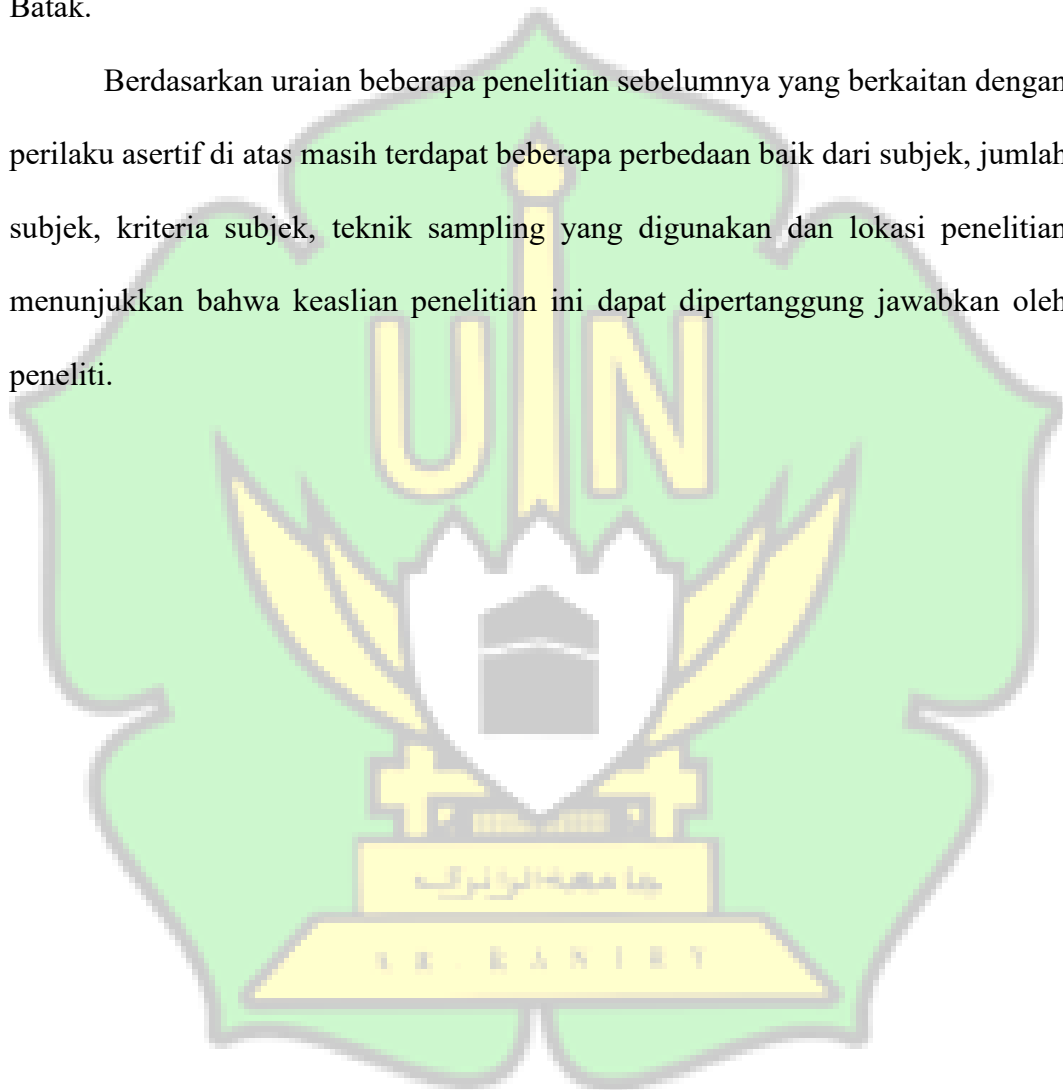 Batak.
Berdasarkan uraian beberapa penelitian sebelumnya yang berkaitan dengan
perilaku asertif di atas masih terdapat beberapa perbedaan baik dari subjek, jumlah
subjek, kriteria subjek, teknik sampling yang digunakan dan lokasi penelitian
menunjukkan bahwa keaslian penelitian ini dapat dipertanggung jawabkan oleh
peneliti.
U N
جامعة الرانري
A R - R A N I R Y